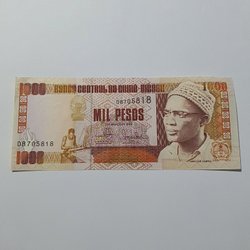 1000 BANCO CENTRAL DA GUINÉ-BISSAU 1000
DB705818
MIL PESOS
DB705818
1000